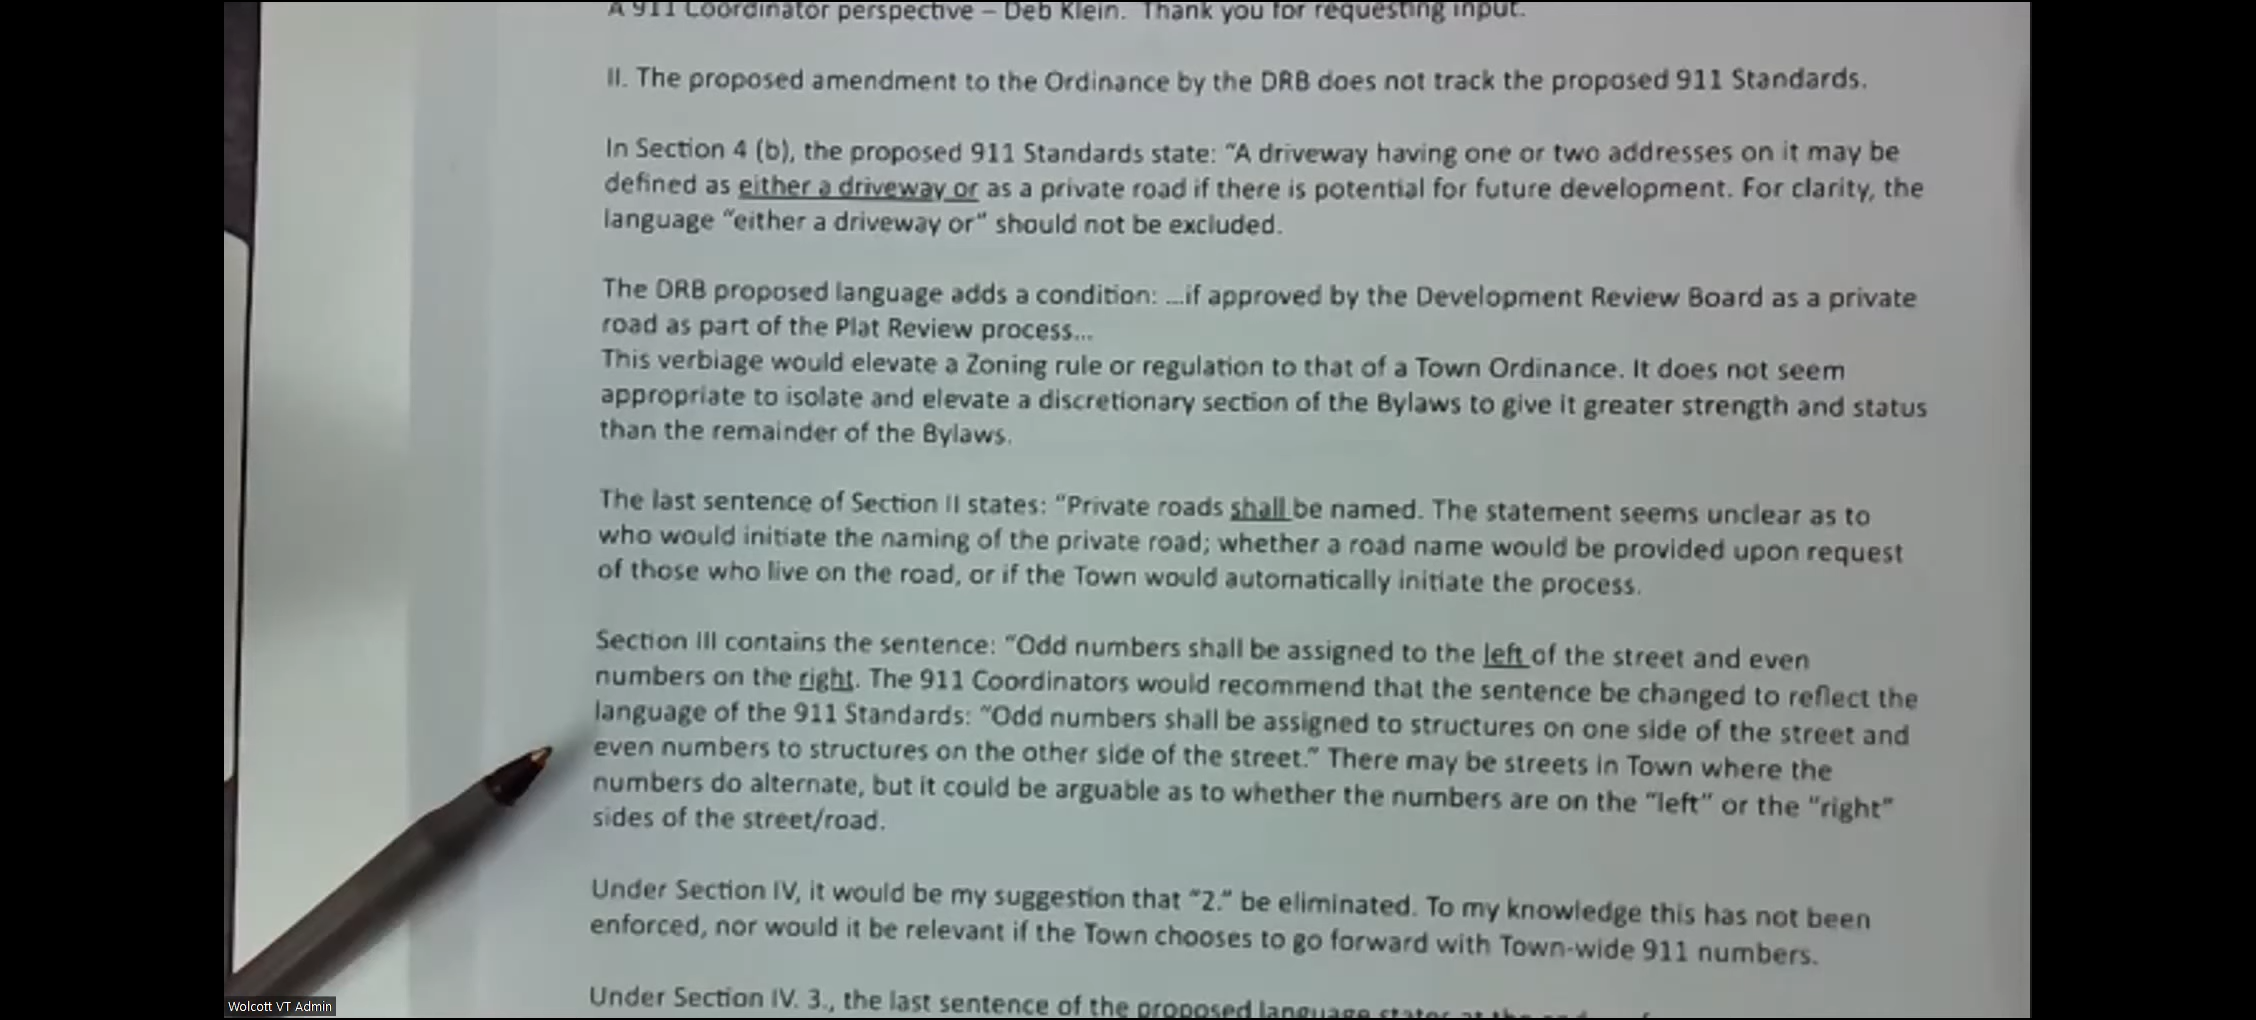 A 911 Coordinator perspective – Deb Klein. Thank you for requesting input.
II. The proposed amendment to the Ordinance by the DRB does not track the proposed 911 Standards.
In Section 4 (b), the proposed 911 Standards state: “A driveway having one or two addresses on it may be
defined as either a driveway or as a private road if there is potential for future development. For clarity, the
language “either a driveway or” should not be excluded.
The DRB proposed language adds a condition: ...if approved by the Development Review Board as a private
road as part of the Plat Review process...
This verbiage would elevate a Zoning rule or regulation to that of a Town Ordinance. It does not seem
appropriate to isolate and elevate a discretionary section of the Bylaws to give it greater strength and status
than the remainder of the Bylaws.
The last sentence of Section II states: “Private roads shall be named. The statement seems unclear as to
who would initiate the naming of the private road; whether a road name would be provided upon request
of those who live on the road, or if the Town would automatically initiate the process.
Section III contains the sentence: “Odd numbers shall be assigned to the left of the street and even
numbers on the right. The 911 Coordinators would recommend that the sentence be changed to reflect the
language of the 911 Standards: “Odd numbers shall be assigned to structures on one side of the street and
even numbers to structures on the other side of the street.” There may be streets in Town where the
numbers do alternate, but it could be arguable as to whether the numbers are on the “left” or the “right”
sides of the street/road.
Under Section IV, it would be my suggestion that “2.” be eliminated. To my knowledge this has not been
enforced, nor would it be relevant if the Town chooses to go forward with Town-wide 911 numbers.
Under Section IV. 3., the last sentence of the proposed language states
Wolcott VT Admin